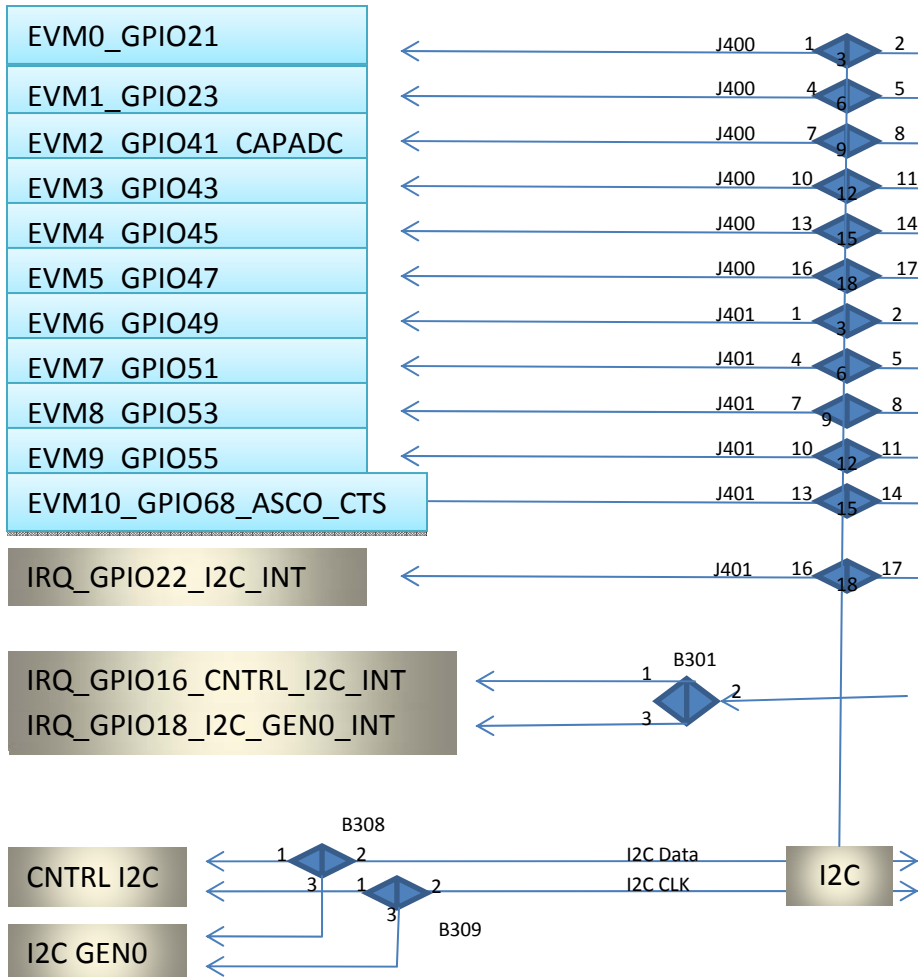 EVM0_GPIO21 J400 1 3 2
EVM1_GPIO23 J400 4 6 5
EVM2_GPIO41_CAPADC J400 7 9 8
EVM3_GPIO43 J400 10 12 11
EVM4_GPIO45 J400 13 15 14
EVM5_GPIO47 J400 16 18 17
EVM6_GPIO49 J401 1 3 2
EVM7_GPIO51 J401 4 6 5
EVM8_GPIO53 J401 7 9 8
EVM9_GPIO55 J401 10 12 11
EVM10_GPIO68_ASCO_CTS J401 13 15 14
IRQ_GPIO22_I2C_INT J401 16 18 17
B301
IRQ_GPIO16_CNTRL_I2C_INT 1 2
IRQ_GPIO18_I2C_GEN0_INT 3
B308
1 2 I2C Data
CNTRL I2C 3 1 2 I2C CLK I2C
3 B309
I2C GEN0